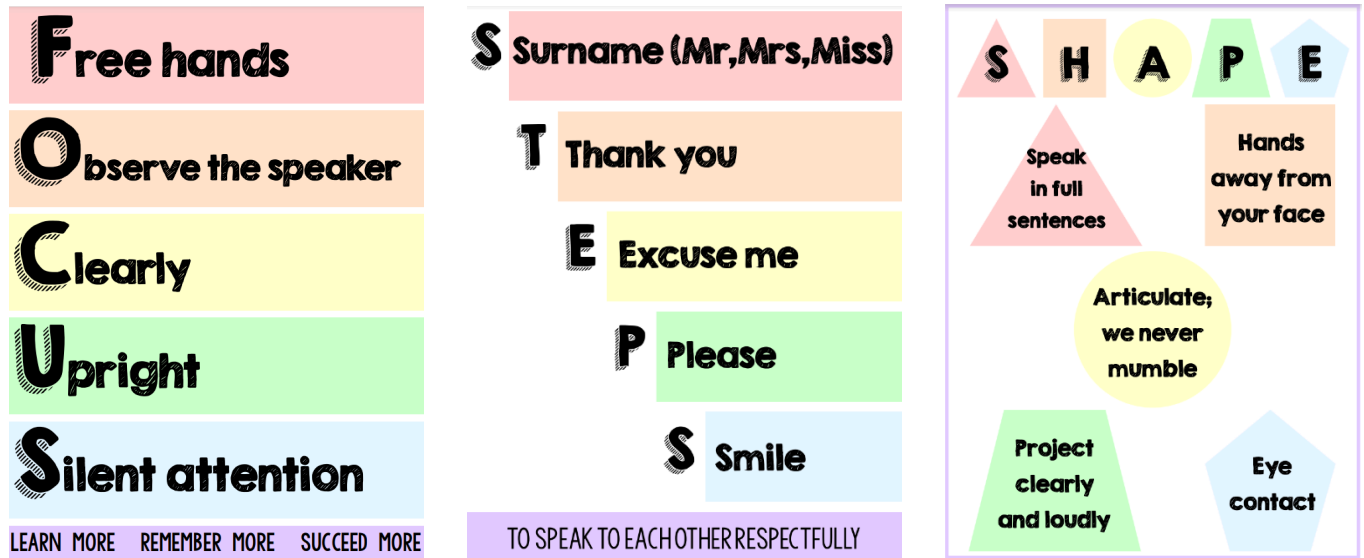 Free hands
Observe the speaker
Clearly
Upright
Silent attention
LEARN MORE REMEMBER MORE SUCCEED MORE
S Surname (Mr,Mrs,Miss)
T Thank you
E Excuse me
P Please
S Smile
TO SPEAK TO EACH OTHER RESPECTFULLY
S H A P E
Speak
in full
sentences
Hands
away from
your face
Articulate;
we never
mumble
Project
clearly
and loudly
Eye
contact